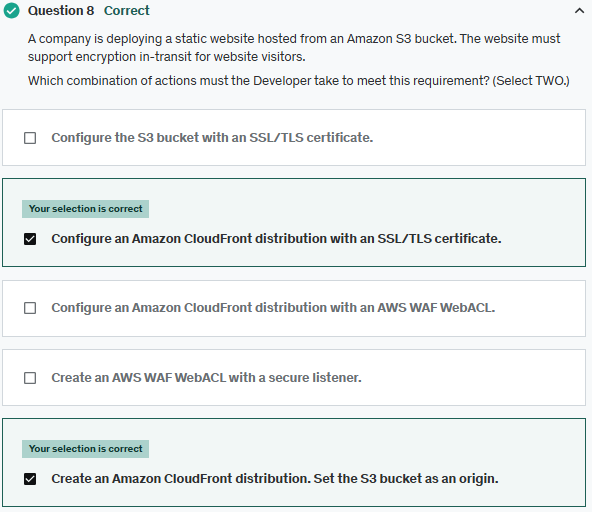 Question 8 Correct
A company is deploying a static website hosted from an Amazon S3 bucket. The website must
support encryption in-transit for website visitors.
Which combination of actions must the Developer take to meet this requirement? (Select TWO.)
Configure the S3 bucket with an SSL/TLS certificate.
Your selection is correct
Configure an Amazon CloudFront distribution with an SSL/TLS certificate.
Configure an Amazon CloudFront distribution with an AWS WAF WebACL.
Create an AWS WAF WebACL with a secure listener.
Your selection is correct
Create an Amazon CloudFront distribution. Set the S3 bucket as an origin.